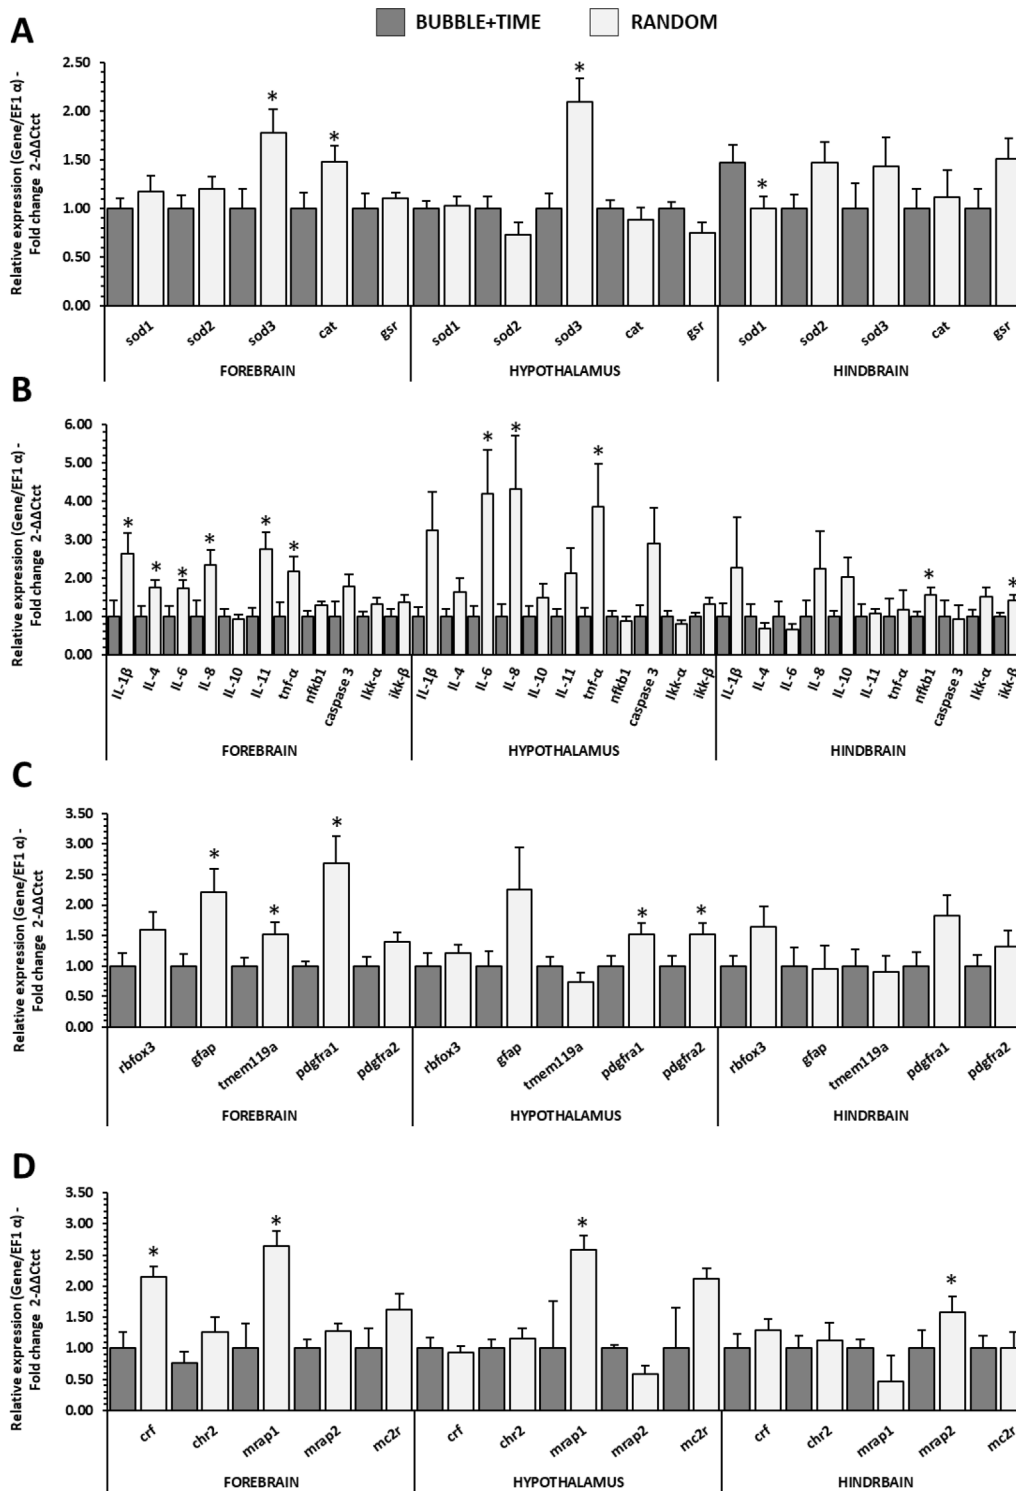 BUBBLE+TIME RANDOM
A
Relative expression (Gene/EF1 α) -
Fold change 2-ΔΔCtct
2.50
2.00
1.50
1.00
0.50
0.00
* * * *
sod1 sod2 sod3 cat gsr sod1 sod2 sod3 cat gsr sod1 sod2 sod3 cat gsr
FOREBRAIN HYPOTHALAMUS HINDBRAIN
B
Relative expression (Gene/EF1 α) -
Fold change 2-ΔΔCtct
6.00
5.00
4.00
3.00
2.00
1.00
0.00
* * * * * * * * * * *
IL-1β IL-4 IL-6 IL-8 IL-10 IL-11 tnf-α nfkb1 caspase 3 Ikk-α ikk-β IL-1β IL-4 IL-6 IL-8 IL-10 IL-11 tnf-α nfkb1 caspase 3 Ikk-α ikk-β IL-1β IL-4 IL-6 IL-8 IL-10 IL-11 tnf-α nfkb1 caspase 3 Ikk-α ikk-β
FOREBRAIN HYPOTHALAMUS HINDBRAIN
C
Relative expression (Gene/EF1 α) -
Fold change 2-ΔΔCtct
3.50
3.00
2.50
2.00
1.50
1.00
0.50
0.00
* * * * *
rbfox3 gfap tmem119a pdgfra1 pdgfra2 rbfox3 gfap tmem119a pdgfra1 pdgfra2 rbfox3 gfap tmem119a pdgfra1 pdgfra2
FOREBRAIN HYPOTHALAMUS HINDRBAIN
D
Relative expression (Gene/EF1 α) -
Fold change 2-ΔΔCtct
3.50
3.00
2.50
2.00
1.50
1.00
0.50
0.00
* * * *
crf chr2 mrap1 mrap2 mc2r crf chr2 mrap1 mrap2 mc2r crf chr2 mrap1 mrap2 mc2r
FOREBRAIN HYPOTHALAMUS HINDRBAIN